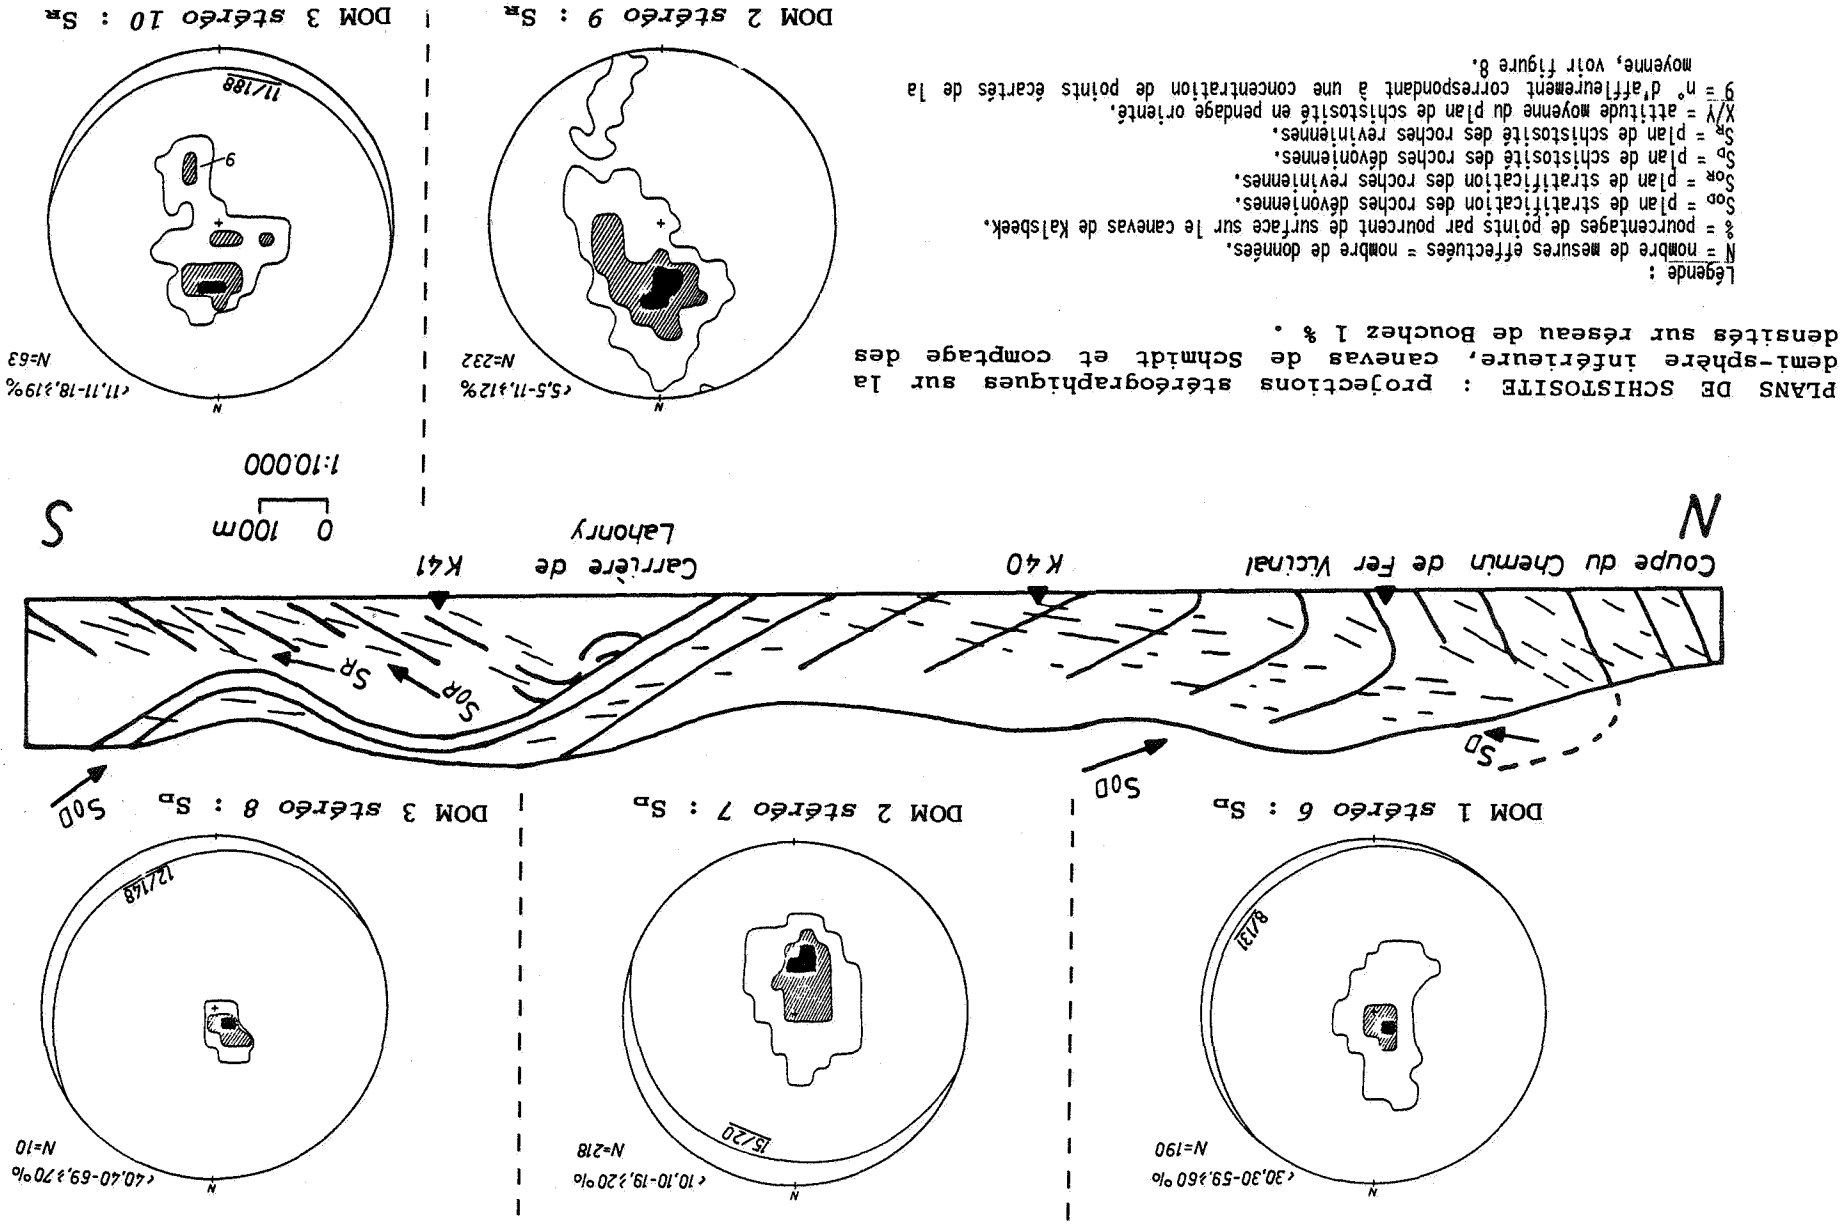 <30,30-59,≥60%
N=190
N
8/131
DOM 1 stéréo 6 : SD
<10,10-19,≥20%
N=218
N
15/20
DOM 2 stéréo 7 : SD
<40,40-69,≥70%
N=10
N
12/148
DOM 3 stéréo 8 : SD
SD
SOD
SOD
SOR
SR
Coupe du Chemin de Fer Vicinal
K40
Carrière de
Lahonry
K41
N
S
0 100m
1:10.000
PLANS DE SCHISTOSITE : projections stéréographiques sur la
demi-sphère inférieure, canevas de Schmidt et comptage des
densités sur réseau de Bouchez 1 % .
Légende :
N = nombre de mesures effectuées = nombre de données.
% = pourcentages de points par pourcent de surface sur le canevas de Kalsbeek.
SOD = plan de stratification des roches dévoniennes.
SOR = plan de stratification des roches reviniennes.
SD = plan de schistosité des roches dévoniennes.
SR = plan de schistosité des roches reviniennes.
X/Y = attitude moyenne du plan de schistosité en pendage orienté.
9 = n° d'affleurement correspondant à une concentration de points écartés de la
moyenne, voir figure 8.
<5,5-11,≥12%
N=232
N
DOM 2 stéréo 9 : SR
<11,11-18,≥19%
N=63
N
9
11/188
DOM 3 stéréo 10 : SR